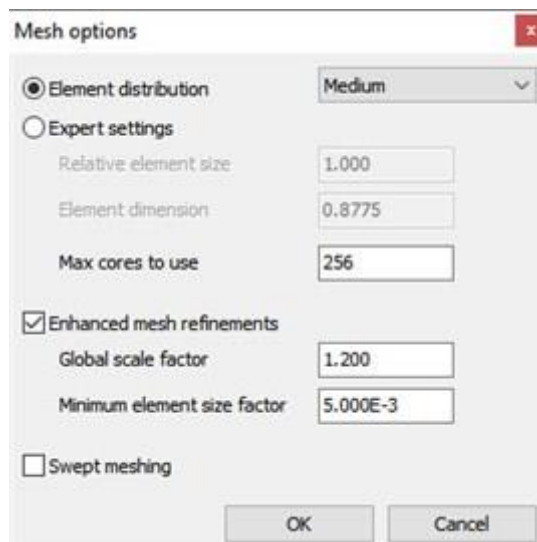 Mesh options
x
Element distribution Medium
Expert settings
Relative element size 1.000
Element dimension 0.8775
Max cores to use 256
Enhanced mesh refinements
Global scale factor 1.200
Minimum element size factor 5.000E-3
Swept meshing
OK Cancel